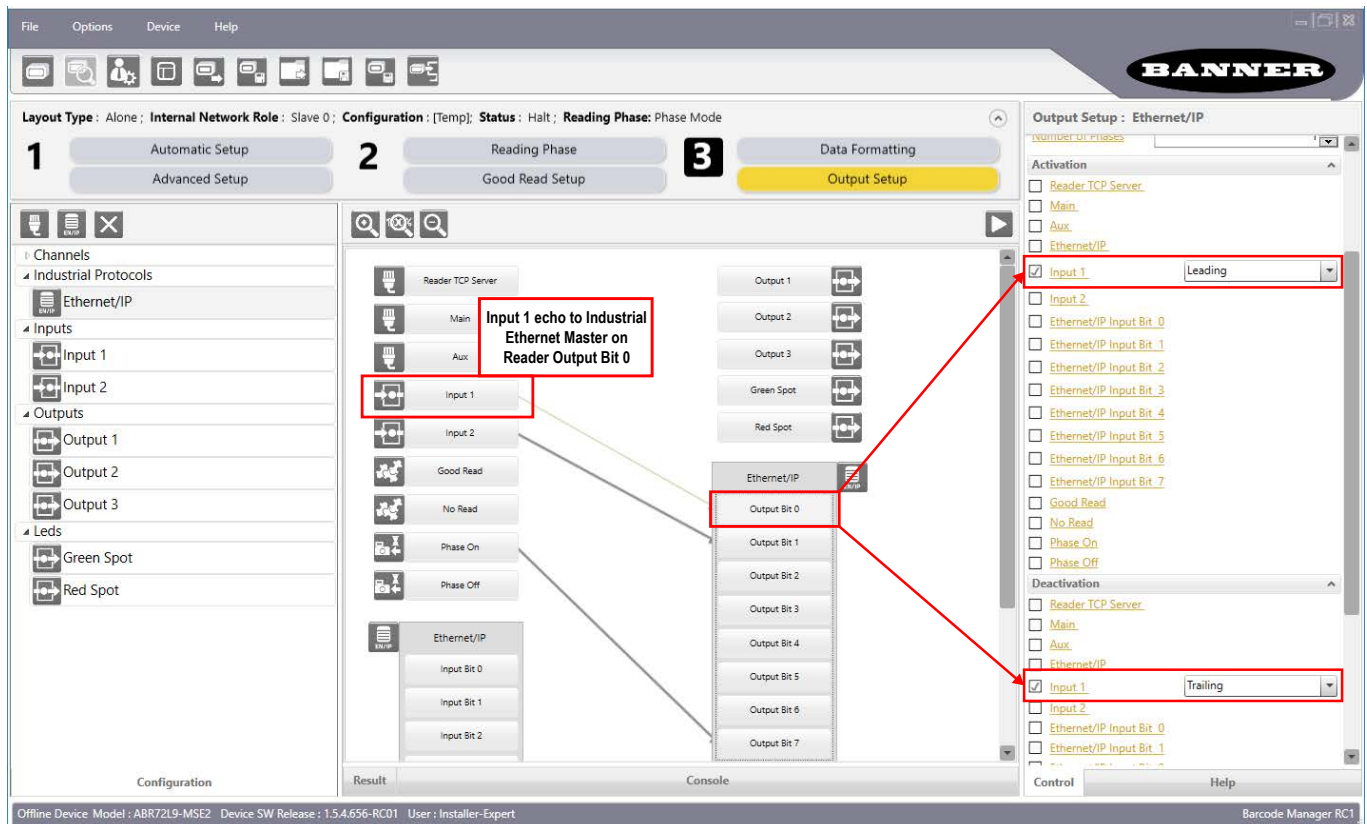 File Options Device Help
BANNER
Layout Type : Alone ; Internal Network Role : Slave 0 ; Configuration : [Temp]; Status : Halt ; Reading Phase: Phase Mode
1
Automatic Setup
Advanced Setup
2
Reading Phase
Good Read Setup
3
Data Formatting
Output Setup
EN/IP
Channels
Industrial Protocols
EN/IP
Ethernet/IP
Inputs
Input 1
Input 2
Outputs
Output 1
Output 2
Output 3
Leds
Green Spot
Red Spot
Configuration
Reader TCP Server
Main
Aux
Input 1
Input 2
Good Read
No Read
Phase On
Phase Off
EN/IP
Ethernet/IP
Input Bit 0
Input Bit 1
Input Bit 2
Input 1 echo to Industrial
Ethernet Master on
Reader Output Bit 0
Output 1
Output 2
Output 3
Green Spot
Red Spot
Ethernet/IP
EN/IP
Output Bit 0
Output Bit 1
Output Bit 2
Output Bit 3
Output Bit 4
Output Bit 5
Output Bit 6
Output Bit 7
Result
Console
Output Setup : Ethernet/IP
Number of Phases 1
Activation
Reader TCP Server
Main
Aux
Ethernet/IP
Input 1 Leading
Input 2
Ethernet/IP Input Bit 0
Ethernet/IP Input Bit 1
Ethernet/IP Input Bit 2
Ethernet/IP Input Bit 3
Ethernet/IP Input Bit 4
Ethernet/IP Input Bit 5
Ethernet/IP Input Bit 6
Ethernet/IP Input Bit 7
Good Read
No Read
Phase On
Phase Off
Deactivation
Reader TCP Server
Main
Aux
Ethernet/IP
Input 1 Trailing
Input 2
Ethernet/IP Input Bit 0
Ethernet/IP Input Bit 1
Control
Help
Offline Device Model : ABR72L9-MSE2 Device SW Release : 1.5.4.656-RC01 User : Installer-Expert
Barcode Manager RC1